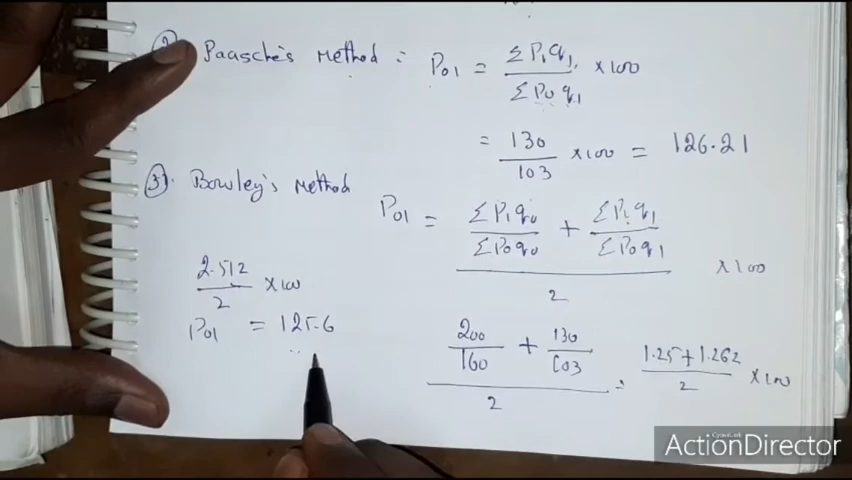 Paasche's method : P01 = ΣP1q1 / ΣP0q1 ×100
= 130 / 103 ×100 = 126.21
3). Bowley's Method
P01 = (ΣP1q0 / ΣP0q0 + ΣP1q1 / ΣP0q1) / 2 ×100
(200 / 160 + 130 / 103) / 2 = (1.25 + 1.262) / 2 ×100
2.512 / 2 ×100
P01 = 125.6
ActionDirector